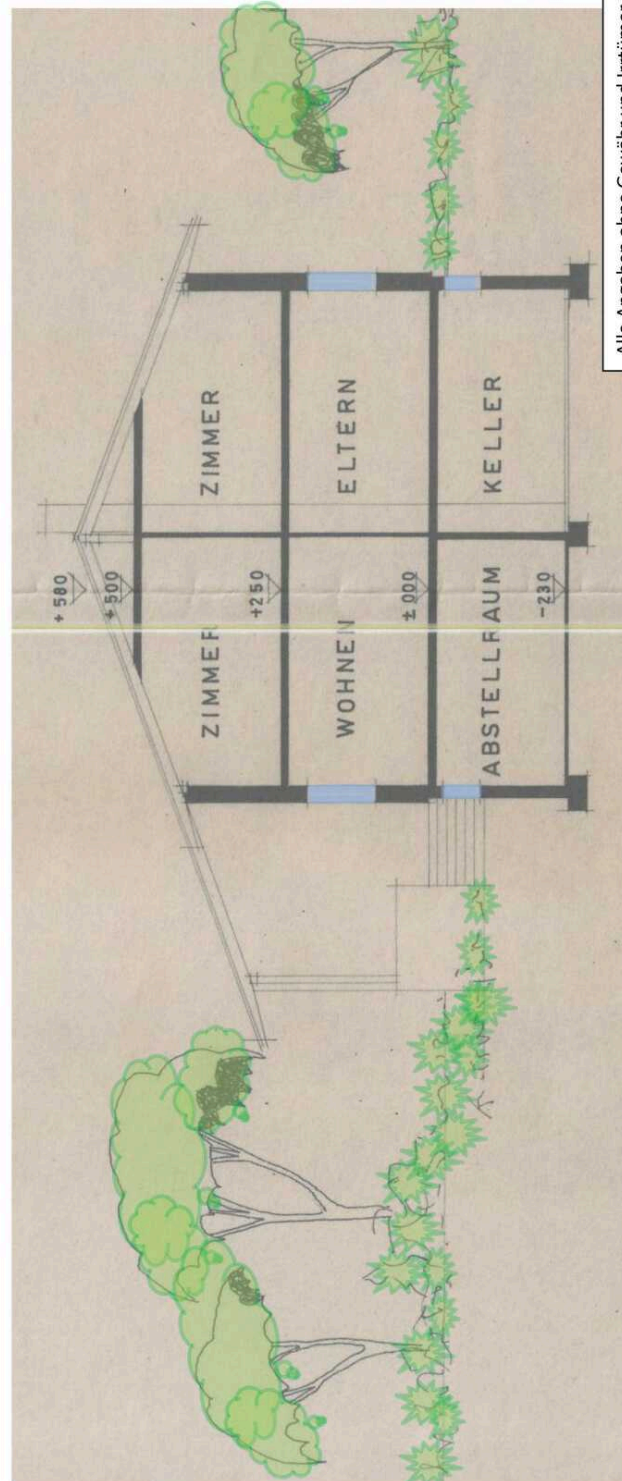 +580
+500
ZIMMER
ZIMMER
+250
WOHNEN
ELTERN
±000
ABSTELLRAUM
KELLER
-230
Alle Angaben ohne Gewähr und Irrtümer